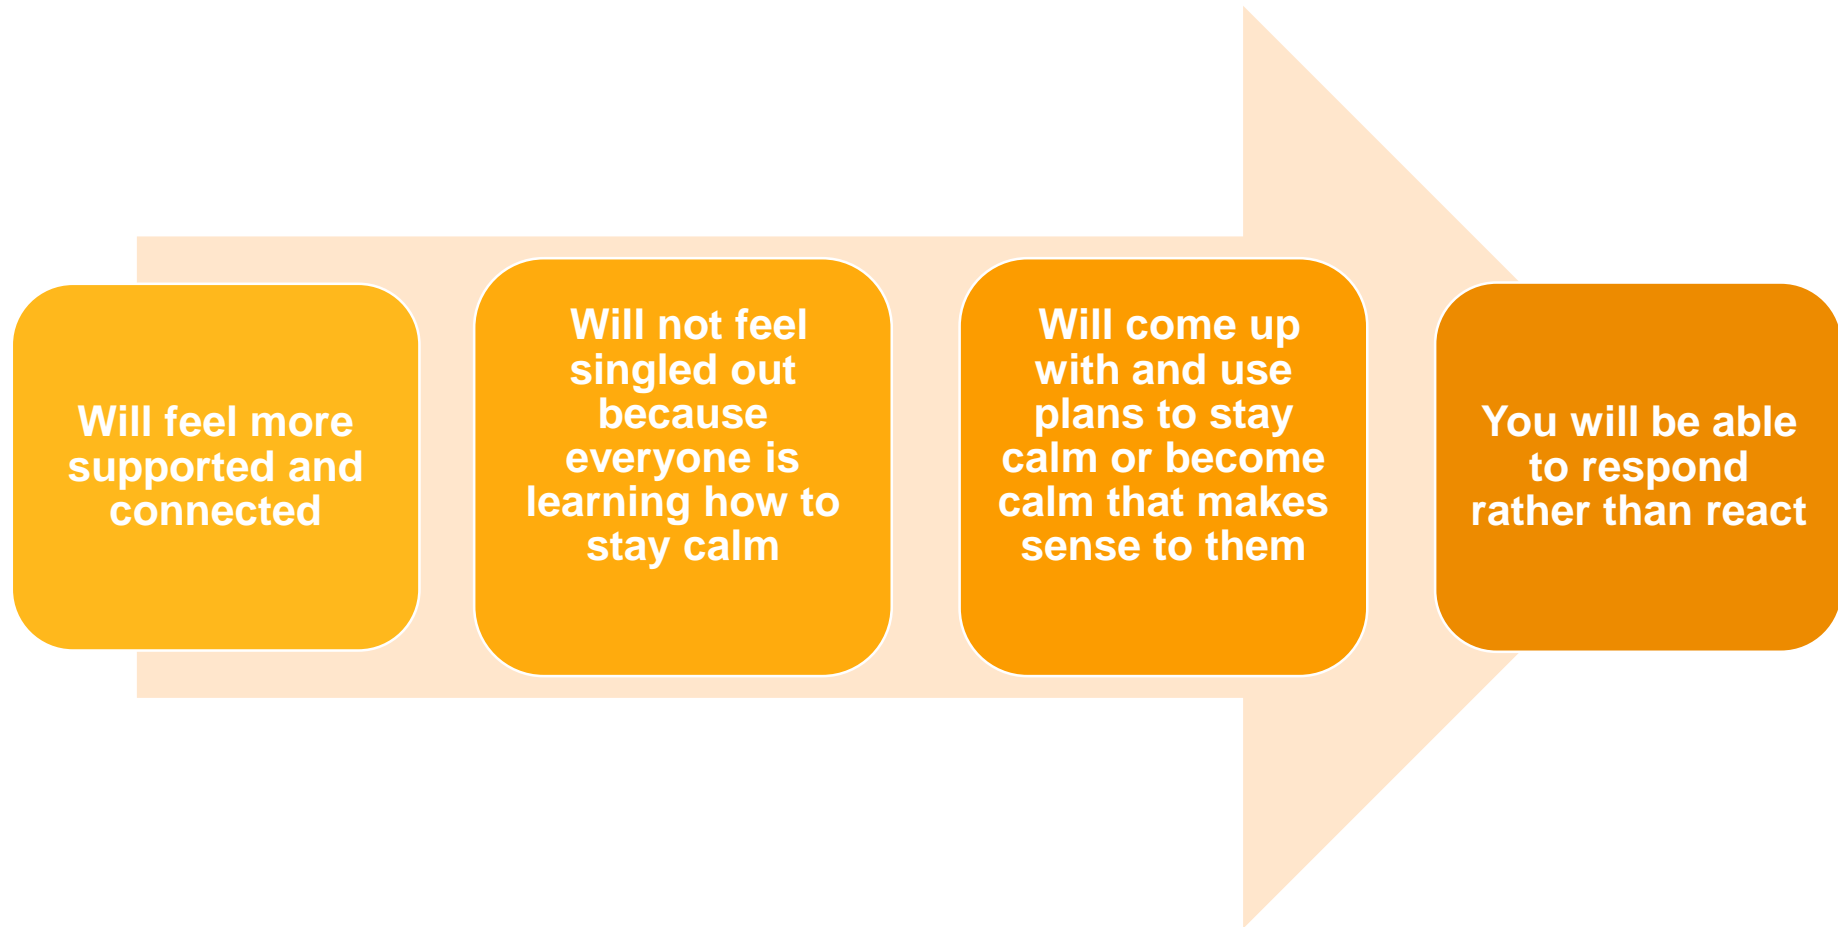 Will feel more
supported and
connected
Will not feel
singled out
because
everyone is
learning how to
stay calm
Will come up
with and use
plans to stay
calm or become
calm that makes
sense to them
You will be able
to respond
rather than react